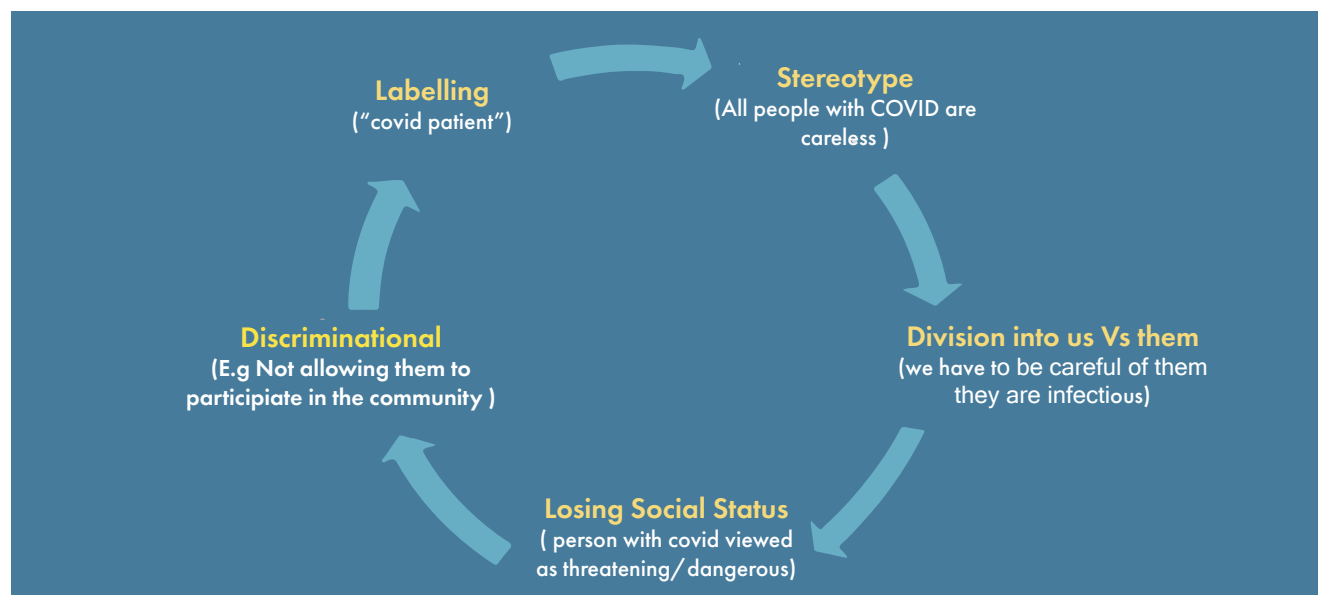 Labelling
(“covid patient”)
Stereotype
(All people with COVID are
careless )
Division into us Vs them
(we have to be careful of them
they are infectious)
Losing Social Status
( person with covid viewed
as threatening/dangerous)
Discriminational
(E.g Not allowing them to
participiate in the community )